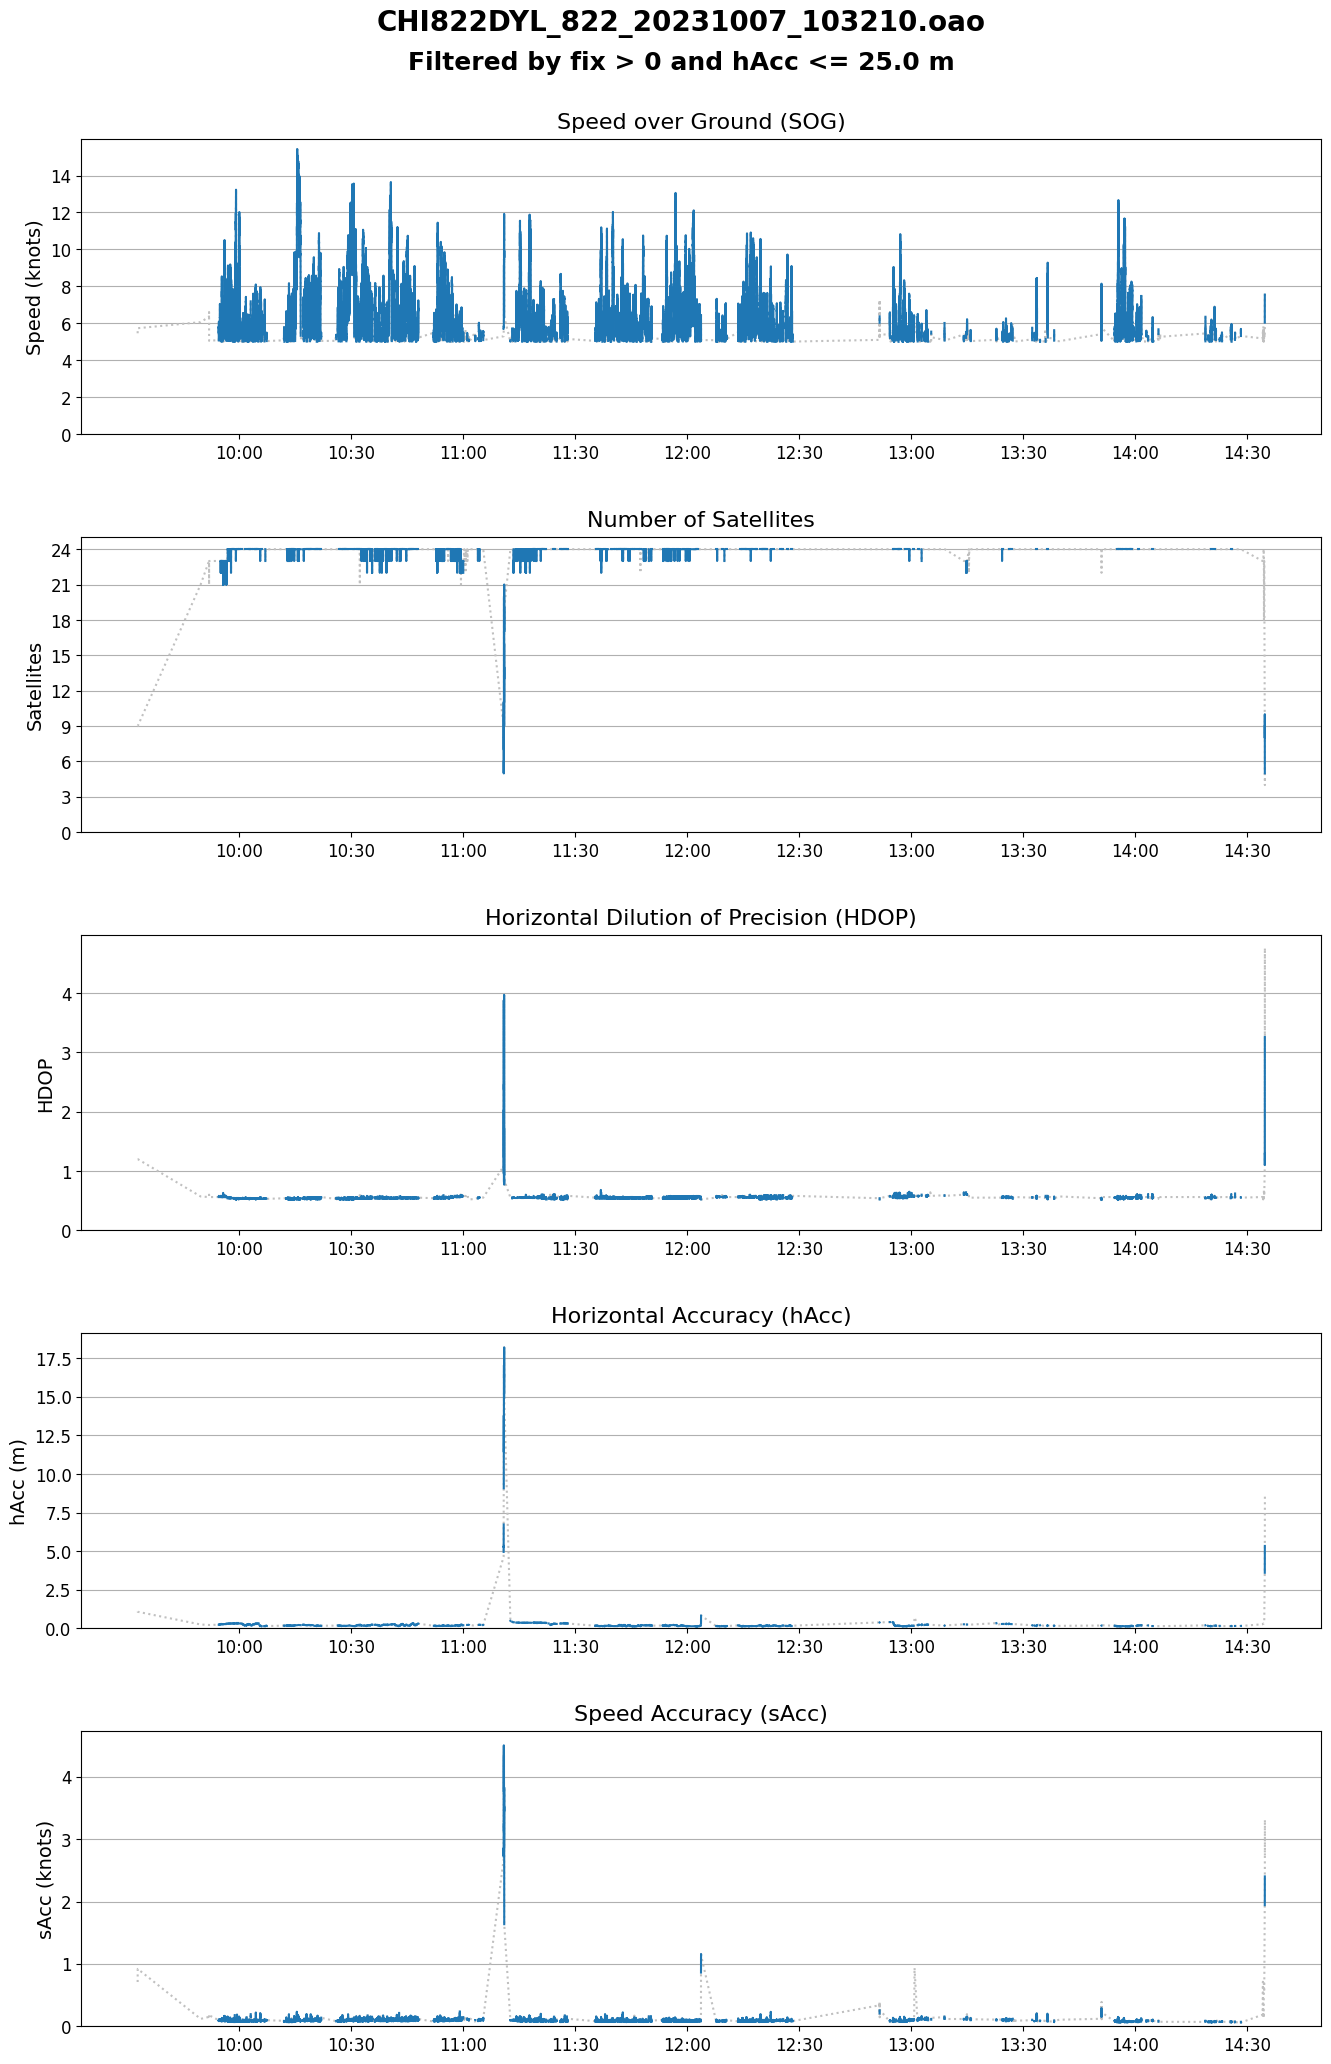 CHI822DYL_822_20231007_103210.oao
Filtered by fix > 0 and hAcc <= 25.0 m
Speed over Ground (SOG)
Speed (knots)
14
12
10
8
6
4
2
0
10:00 10:30 11:00 11:30 12:00 12:30 13:00 13:30 14:00 14:30
Number of Satellites
Satellites
24
21
18
15
12
9
6
3
0
10:00 10:30 11:00 11:30 12:00 12:30 13:00 13:30 14:00 14:30
Horizontal Dilution of Precision (HDOP)
HDOP
4
3
2
1
0
10:00 10:30 11:00 11:30 12:00 12:30 13:00 13:30 14:00 14:30
Horizontal Accuracy (hAcc)
hAcc (m)
17.5
15.0
12.5
10.0
7.5
5.0
2.5
0.0
10:00 10:30 11:00 11:30 12:00 12:30 13:00 13:30 14:00 14:30
Speed Accuracy (sAcc)
sAcc (knots)
4
3
2
1
0
10:00 10:30 11:00 11:30 12:00 12:30 13:00 13:30 14:00 14:30